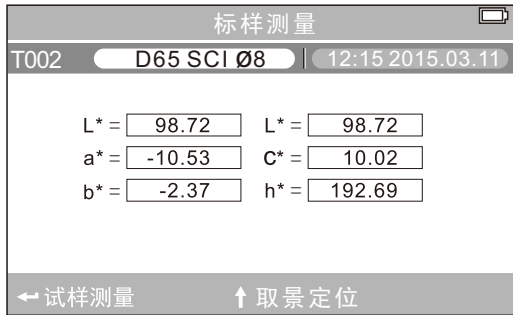 标样测量
T002 D65 SCI Ø8 12:15 2015.03.11
L* = 98.72 L* = 98.72
a* = -10.53 C* = 10.02
b* = -2.37 h* = 192.69
试样测量 取景定位